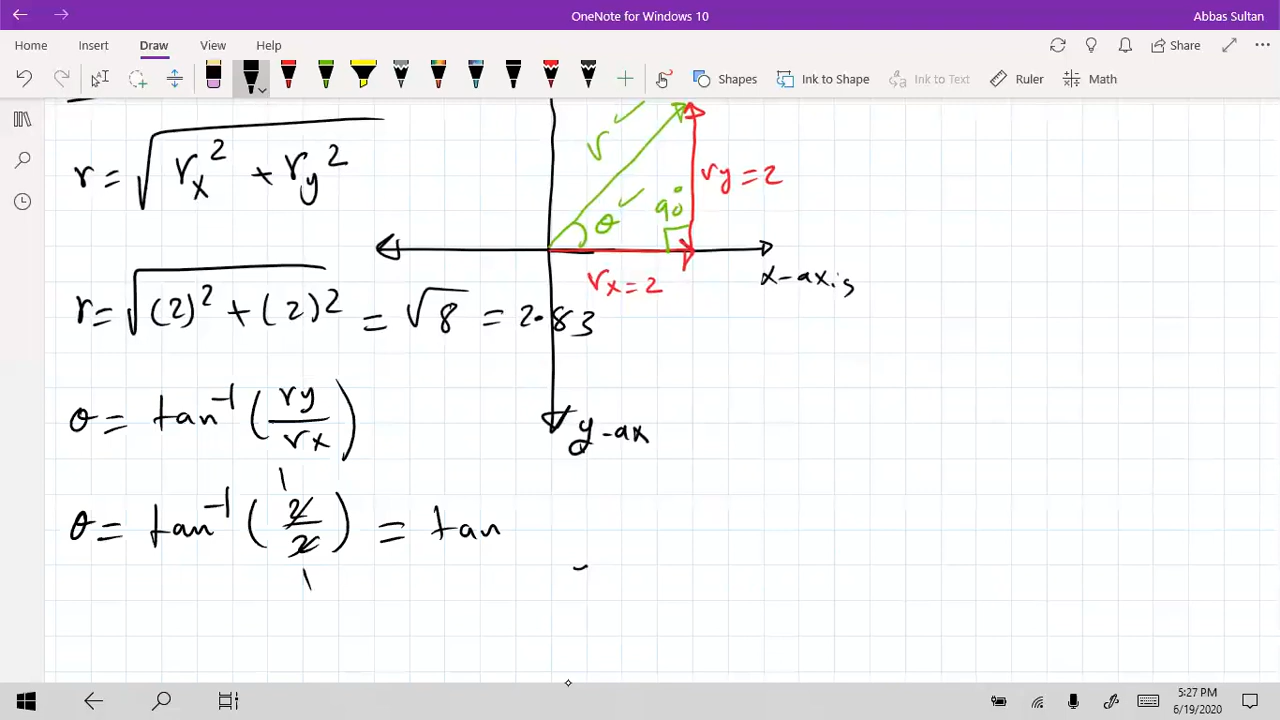 OneNote for Windows 10
Abbas Sultan
Home Insert Draw View Help
Share
Shapes Ink to Shape Ink to Text Ruler Math
r = √(rx² + ry²)
r
ry = 2
θ
90°
x-axis
rx = 2
r = √((2)² + (2)²) = √8 = 2.83
θ = tan⁻¹ (ry/rx)
y-ax
1
θ = tan⁻¹ (2/2) = tan
1
5:27 PM
6/19/2020